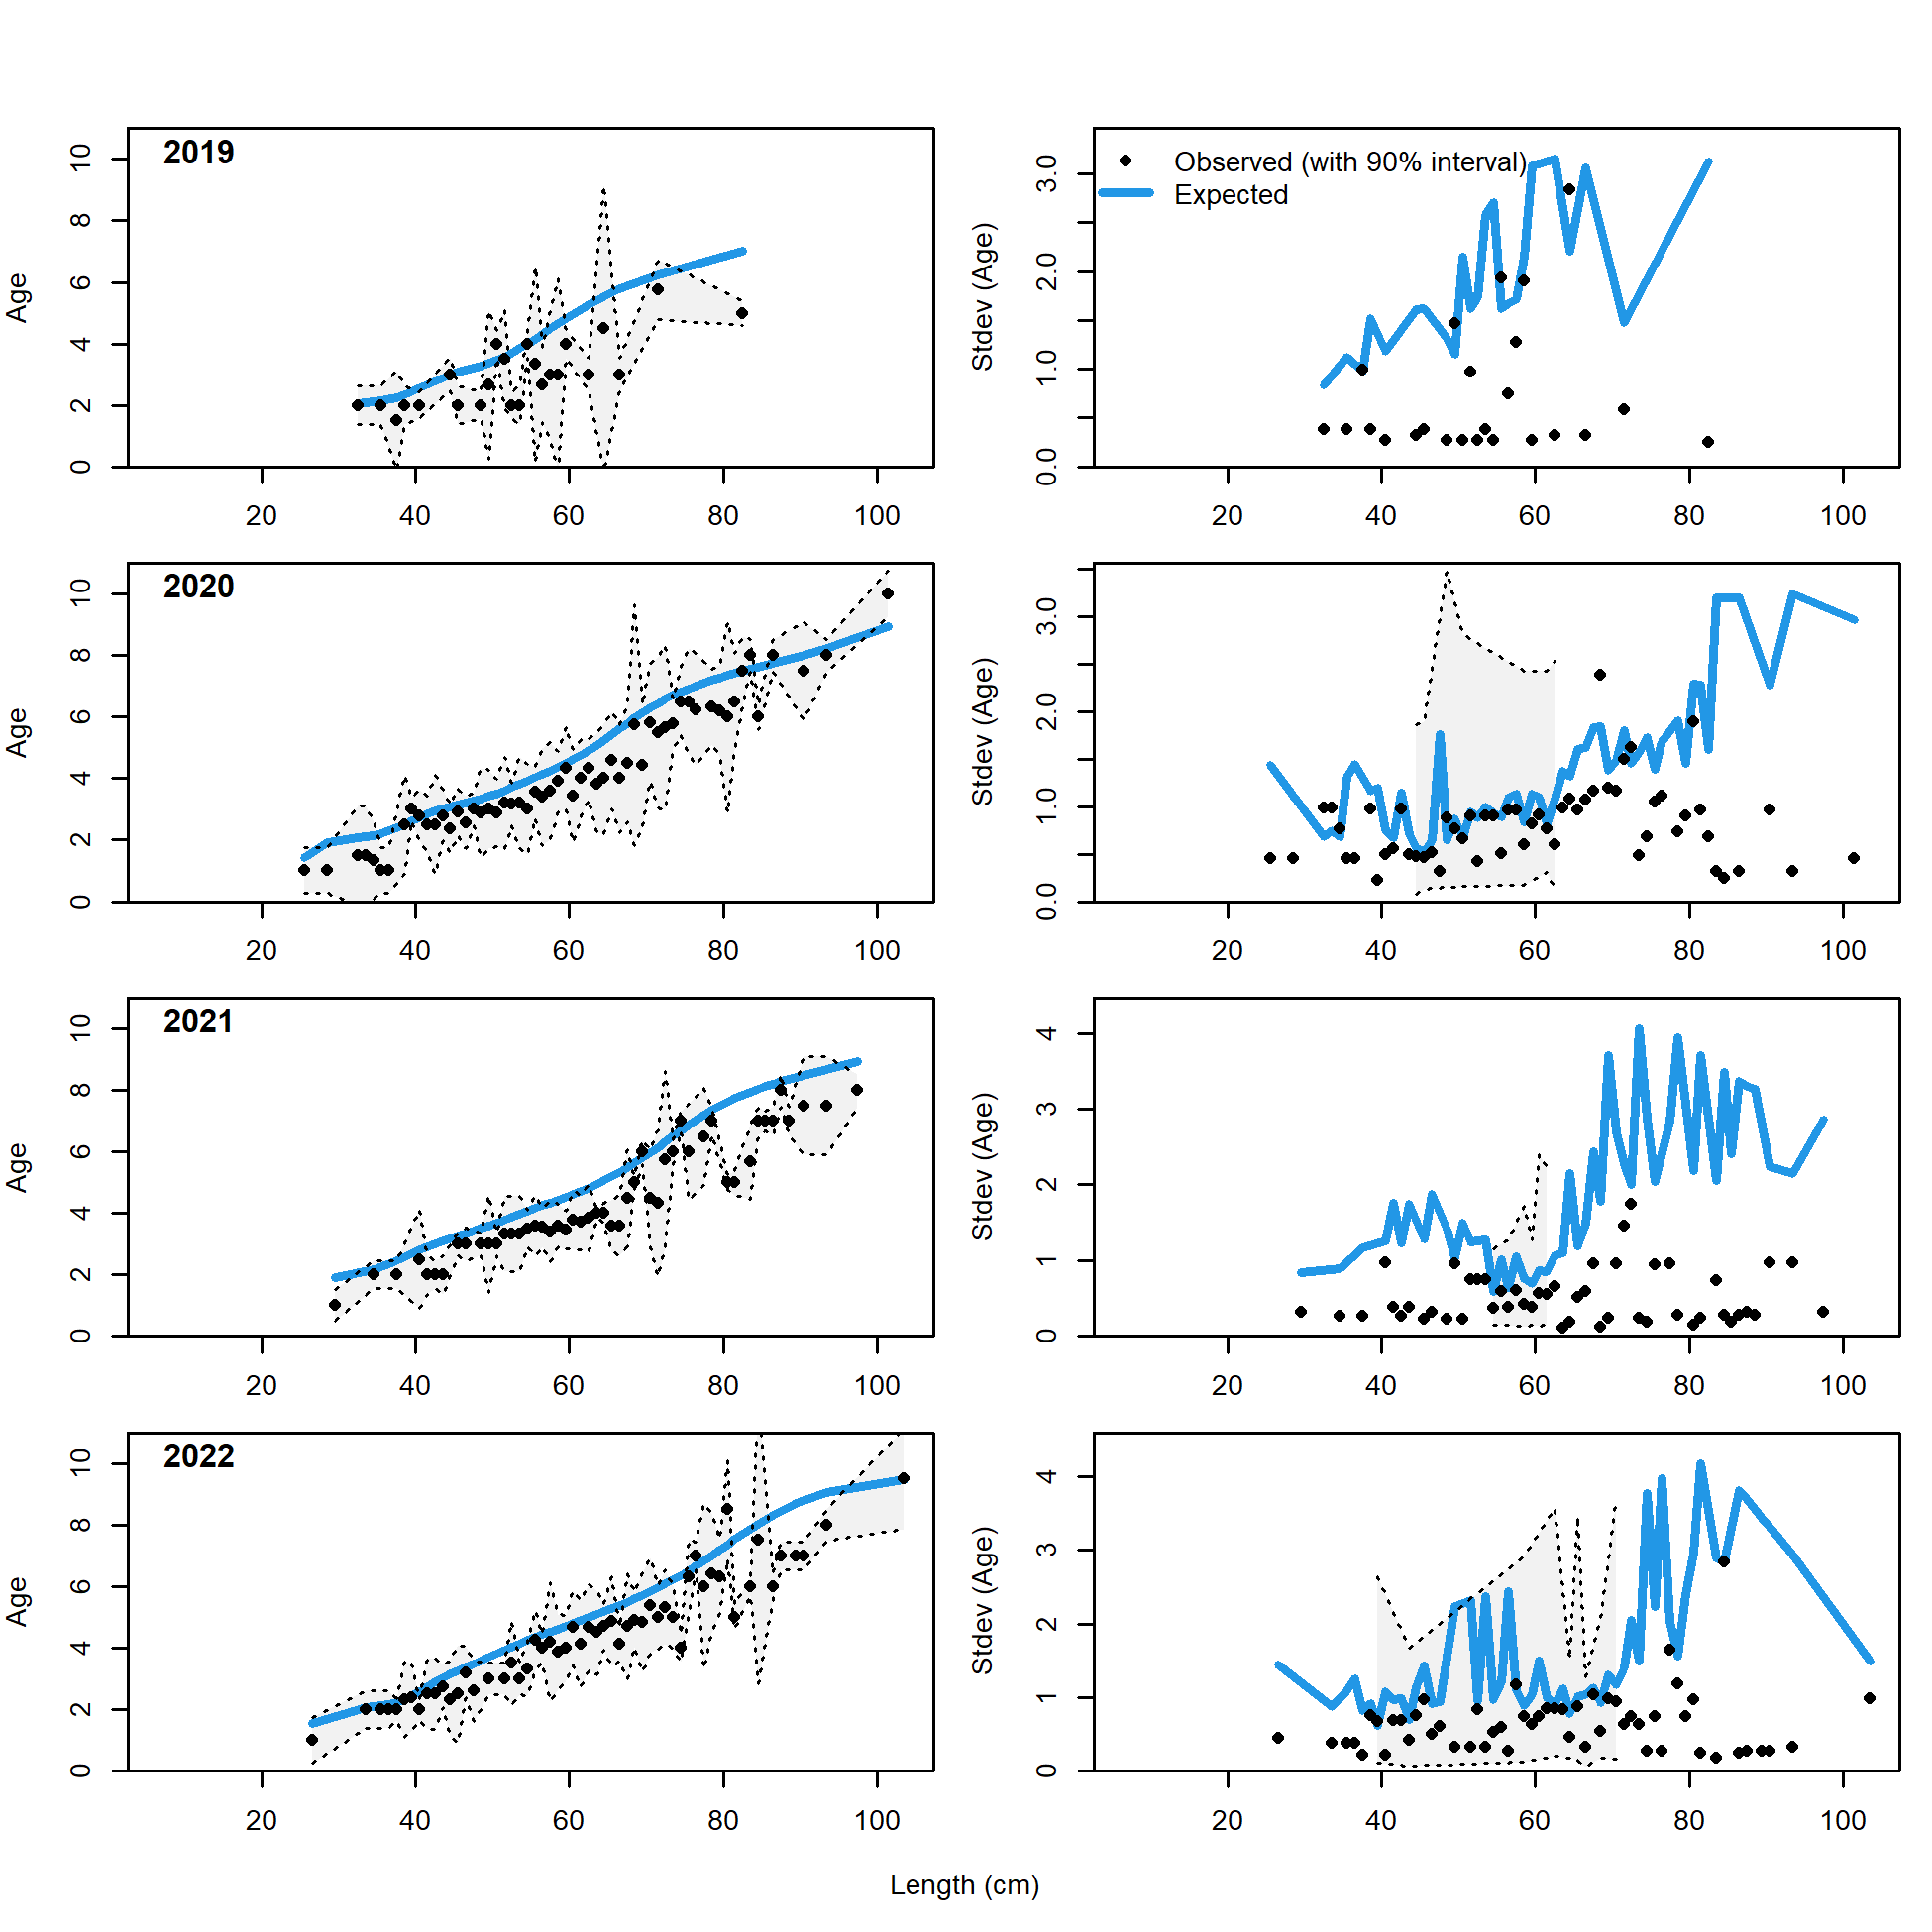 2019
Age
0 2 4 6 8 10
20 40 60 80 100
Observed (with 90% interval)
Expected
Stdev (Age)
0.0 1.0 2.0 3.0
20 40 60 80 100
2020
Age
0 2 4 6 8 10
20 40 60 80 100
Stdev (Age)
0.0 1.0 2.0 3.0
20 40 60 80 100
2021
Age
0 2 4 6 8 10
20 40 60 80 100
Stdev (Age)
0 1 2 3 4
20 40 60 80 100
2022
Age
0 2 4 6 8 10
20 40 60 80 100
Stdev (Age)
0 1 2 3 4
20 40 60 80 100
Length (cm)